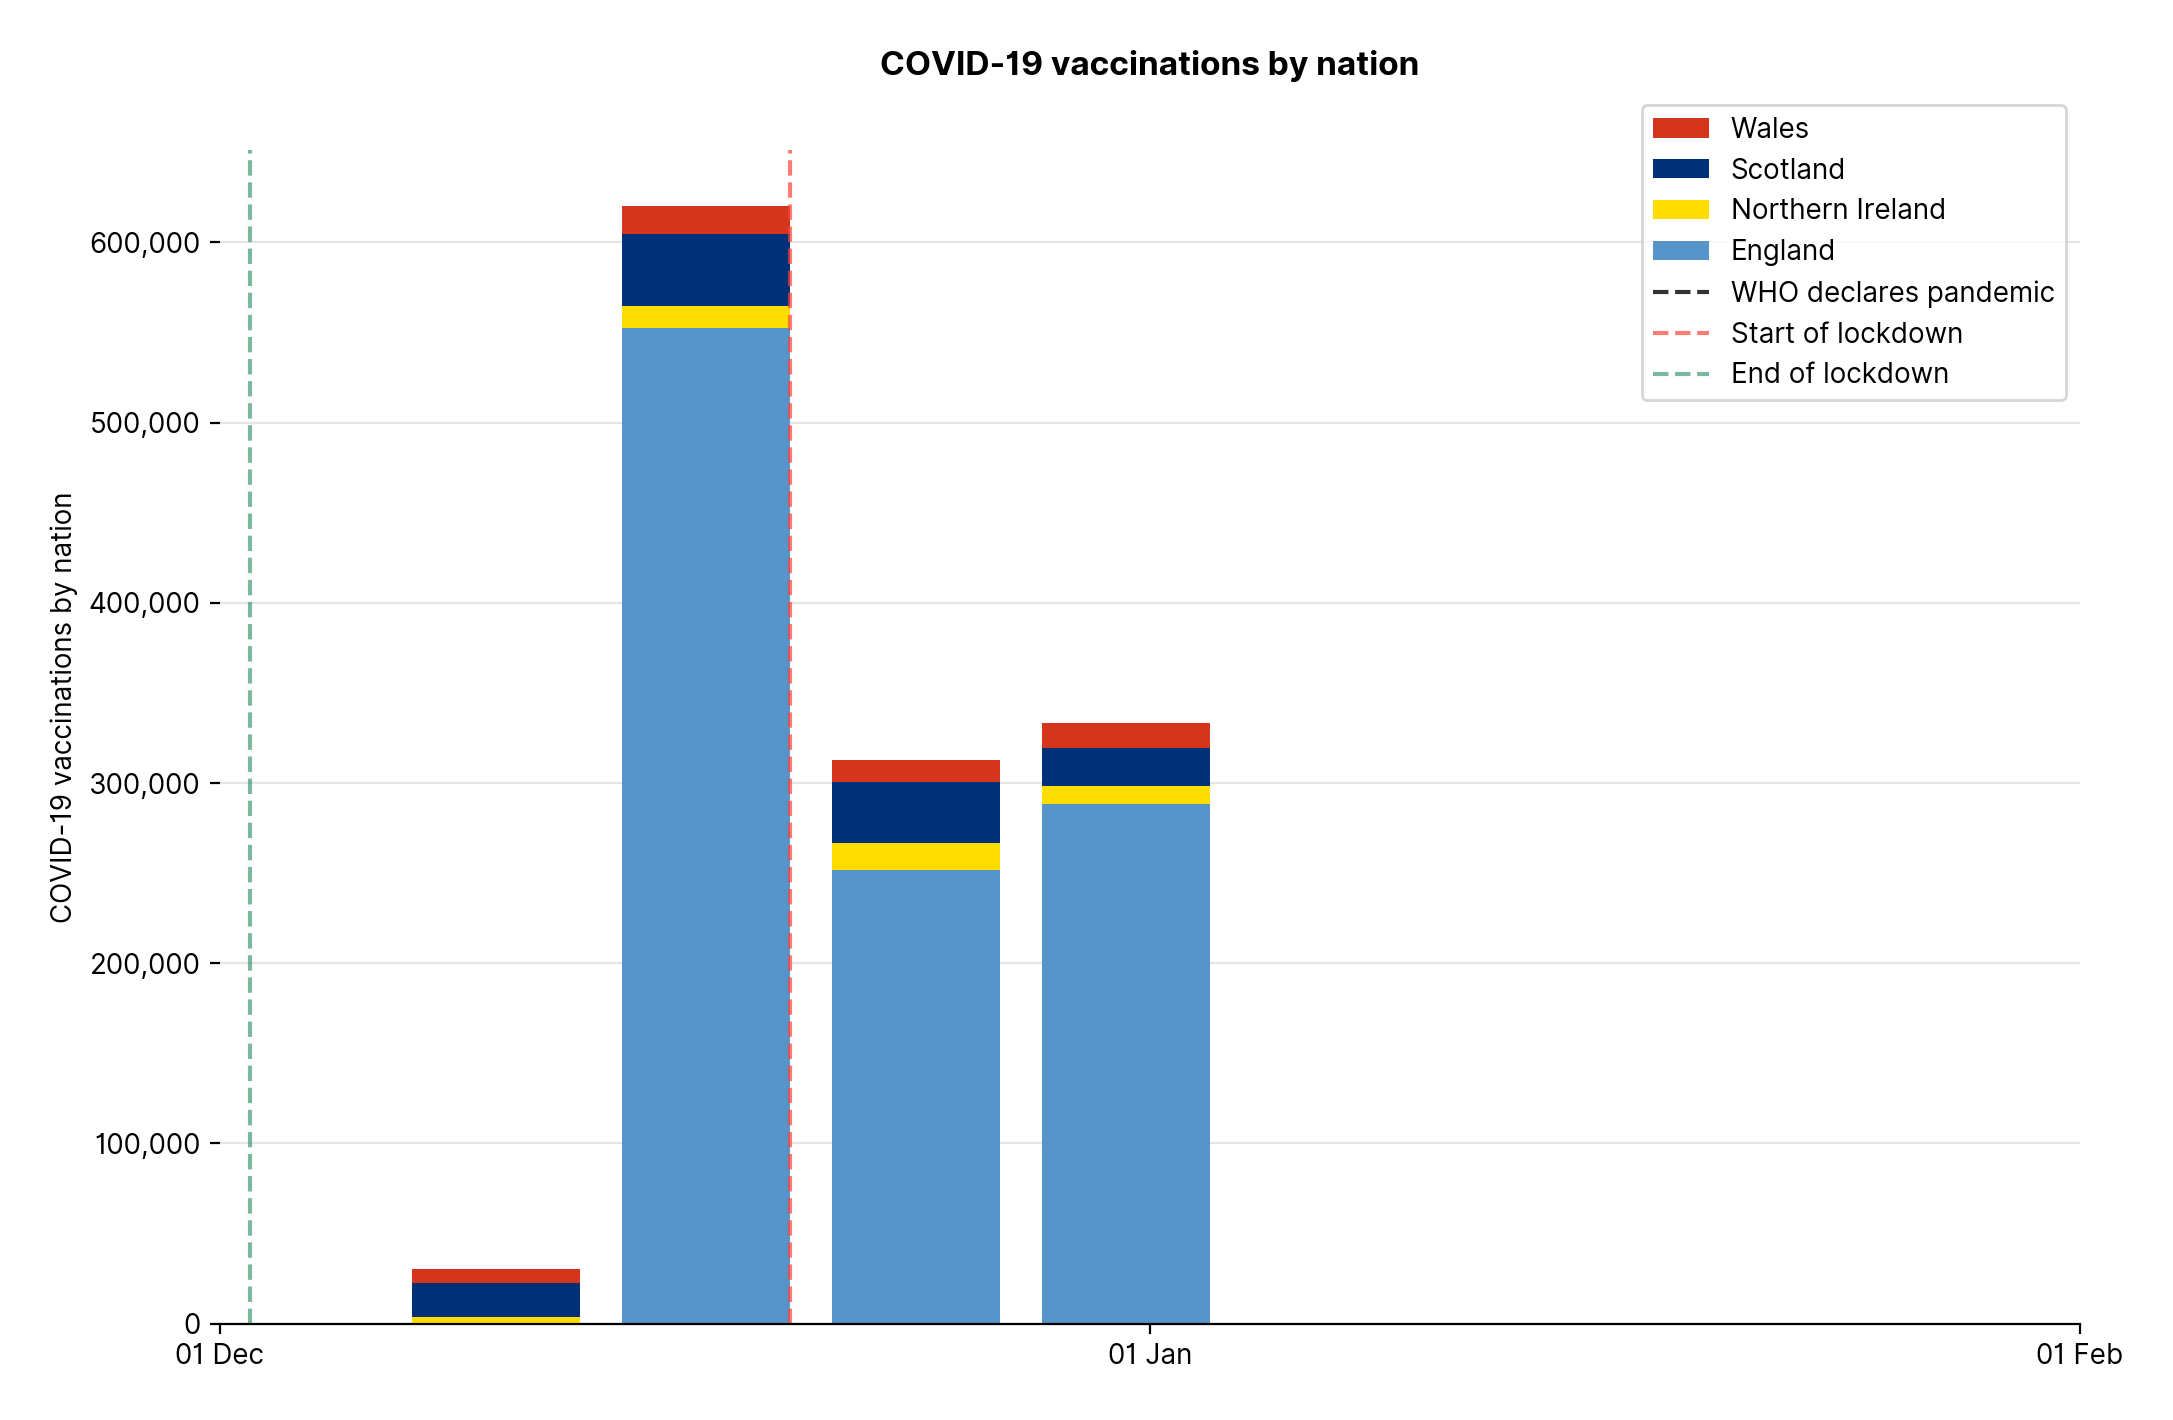 COVID-19 vaccinations by nation
Wales
Scotland
Northern Ireland
England
WHO declares pandemic
Start of lockdown
End of lockdown
COVID-19 vaccinations by nation
600,000
500,000
400,000
300,000
200,000
100,000
0
01 Dec
01 Jan
01 Feb